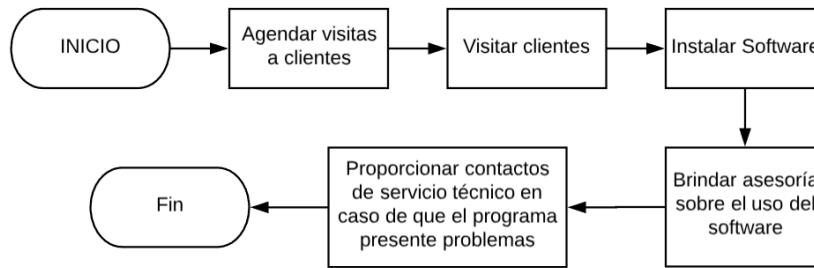 INICIO
Agendar visitas
a clientes
Visitar clientes
Instalar Software
Brindar asesoría
sobre el uso del
software
Proporcionar contactos
de servicio técnico en
caso de que el programa
presente problemas
Fin